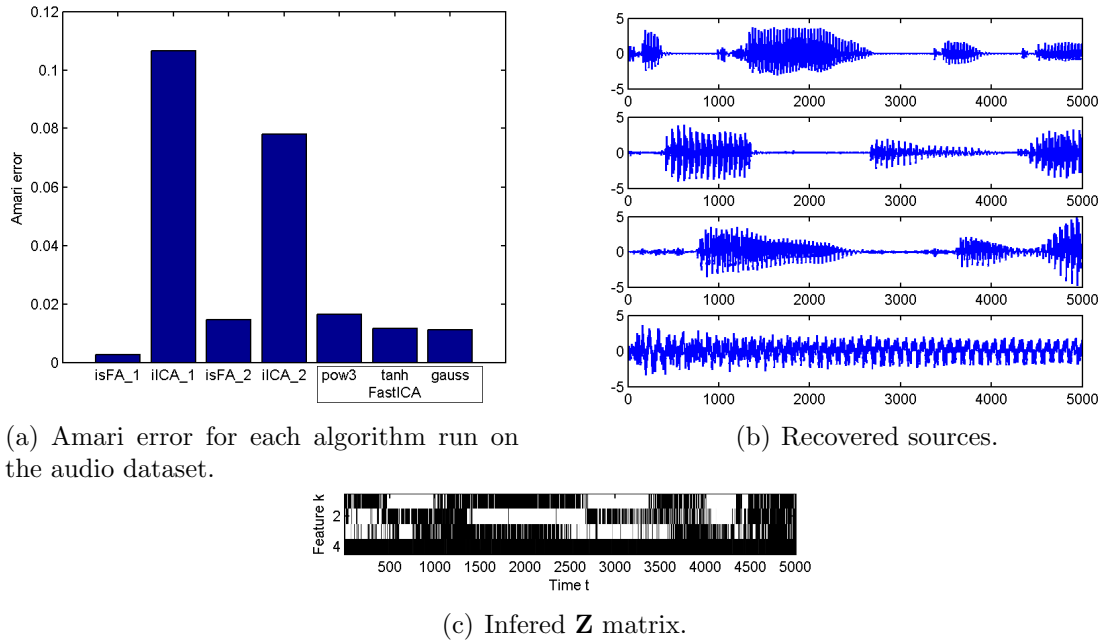 0.12
0.1
0.08
0.06
0.04
0.02
0
Amari error
isFA_1 iICA_1 isFA_2 iICA_2 pow3 tanh gauss
FastICA
(a) Amari error for each algorithm run on
the audio dataset.
5
0
-5
0 1000 2000 3000 4000 5000
5
0
-5
0 1000 2000 3000 4000 5000
5
0
-5
0 1000 2000 3000 4000 5000
5
0
-5
0 1000 2000 3000 4000 5000
(b) Recovered sources.
Feature k
2
4
500 1000 1500 2000 2500 3000 3500 4000 4500 5000
Time t
(c) Infered Z matrix.